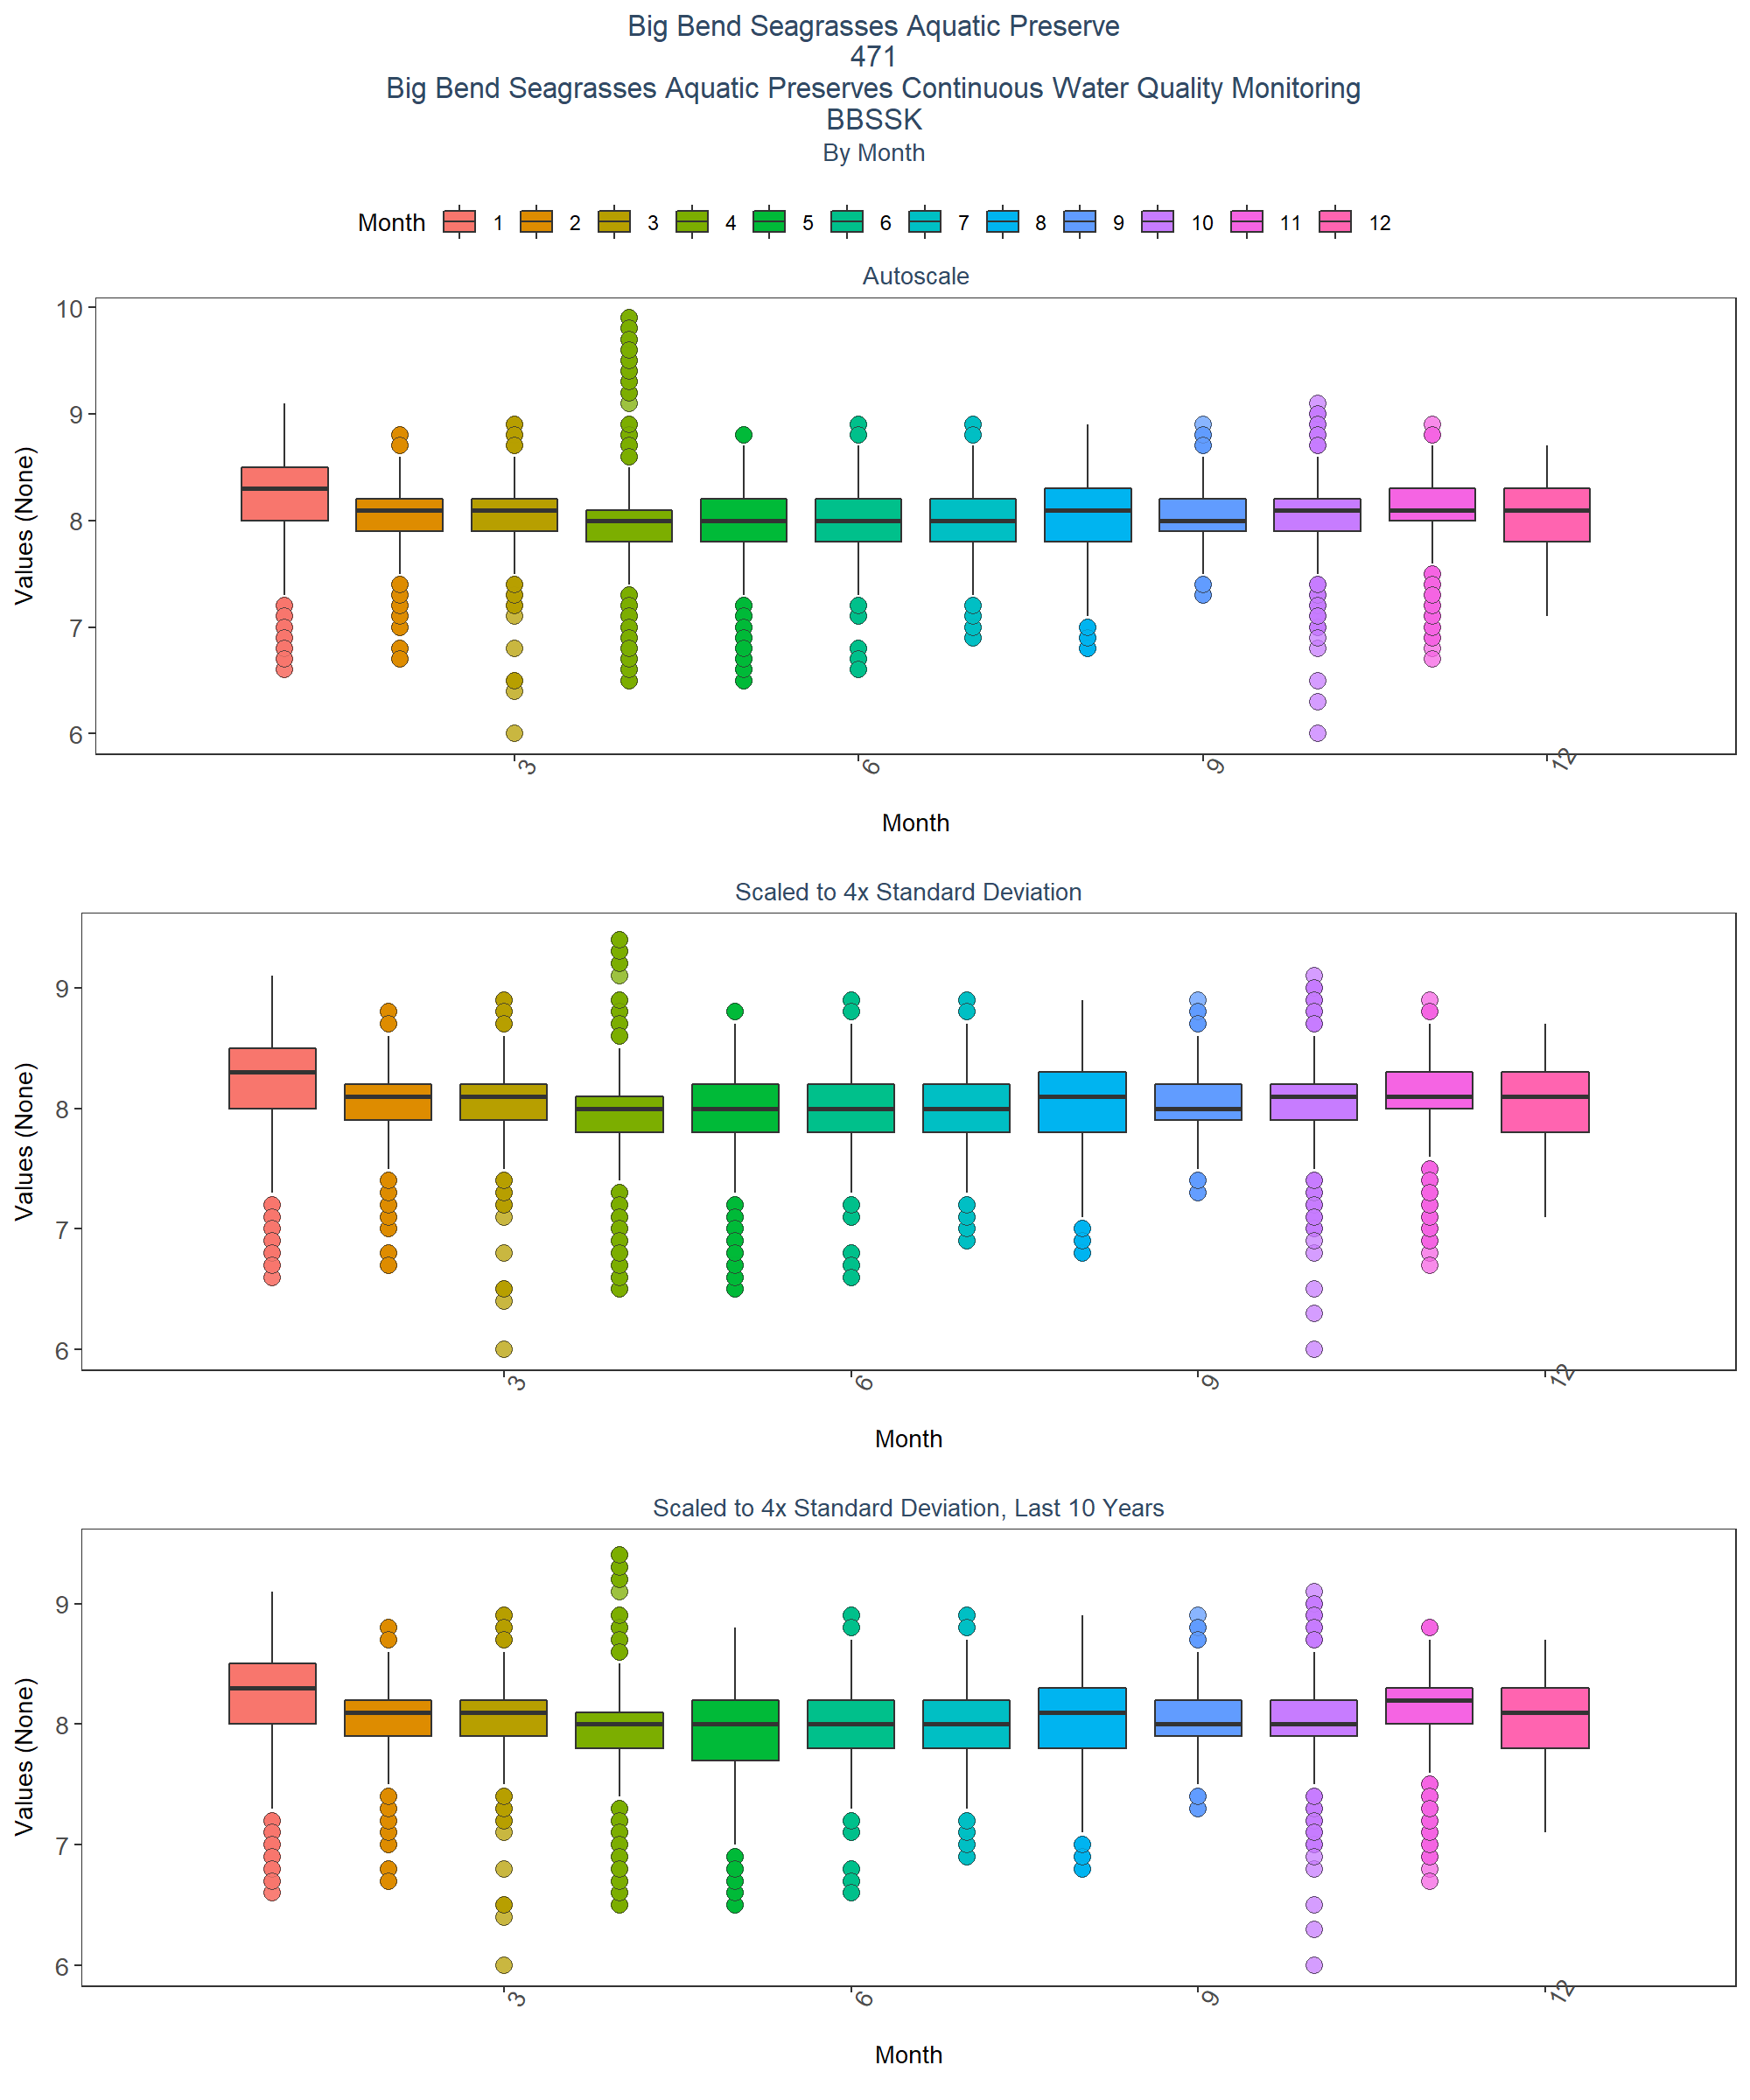 Big Bend Seagrasses Aquatic Preserve
471
Big Bend Seagrasses Aquatic Preserves Continuous Water Quality Monitoring
BBSSK
By Month
Month 1 2 3 4 5 6 7 8 9 10 11 12
Autoscale
10
9
8
7
6
Values (None)
3 6 9 12
Month
Scaled to 4x Standard Deviation
9
8
7
6
Values (None)
3 6 9 12
Month
Scaled to 4x Standard Deviation, Last 10 Years
9
8
7
6
Values (None)
3 6 9 12
Month